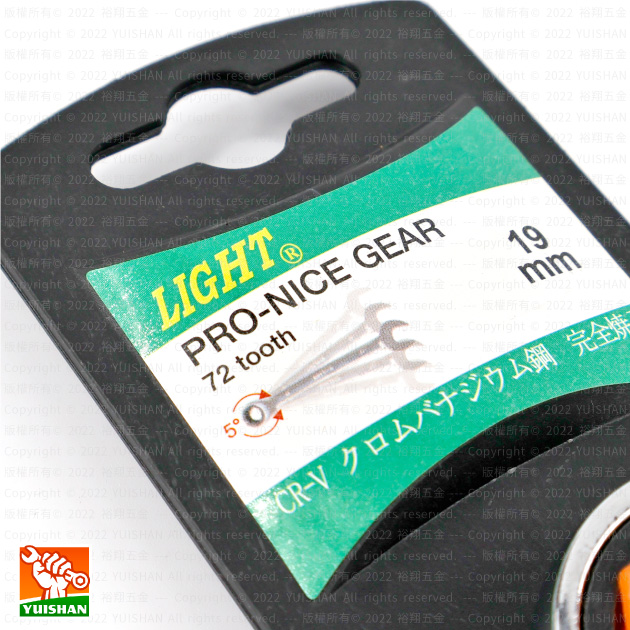 LIGHT®
PRO-NICE GEAR
19
mm
72 tooth
5°
CR-V クロムバナジウム鋼 完全焼
YUISHAN
版權所有© 2022 裕翔五金 --- Copyright © 2022 YUISHAN All rights reserved. ---